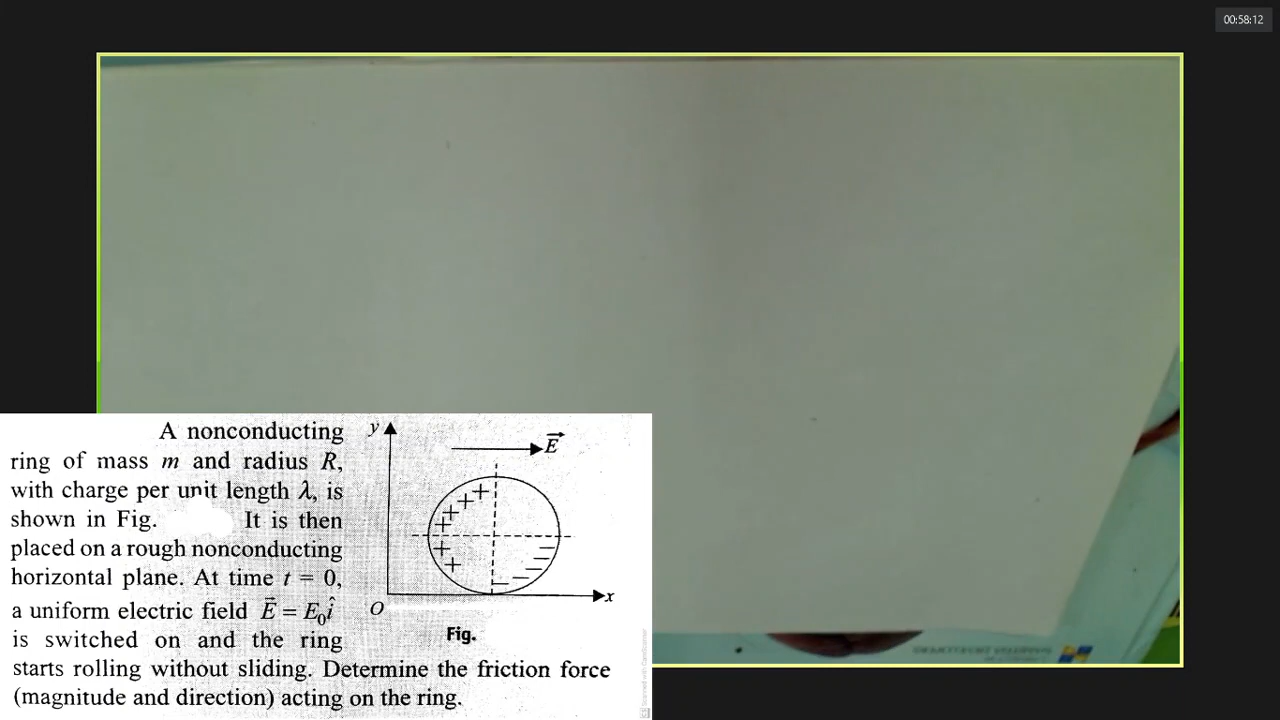 00:58:12
A nonconducting
ring of mass m and radius R,
with charge per unit length λ, is
shown in Fig. It is then
placed on a rough nonconducting
horizontal plane. At time t = 0,
a uniform electric field E⃗ = E₀î
is switched on and the ring
starts rolling without sliding. Determine the friction force
(magnitude and direction) acting on the ring.
y
E⃗
O
x
Fig.